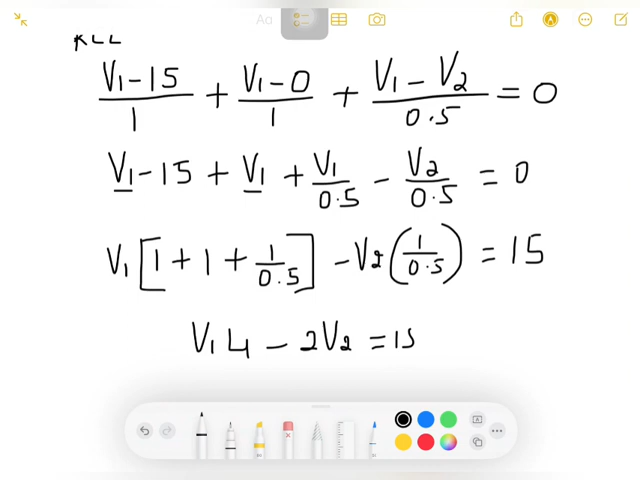 KCL
V1-15/1 + V1-0/1 + V1-V2/0.5 = 0
V1-15 + V1 + V1/0.5 - V2/0.5 = 0
V1[1+1+1/0.5] - V2(1/0.5) = 15
V1 4 - 2V2 = 15